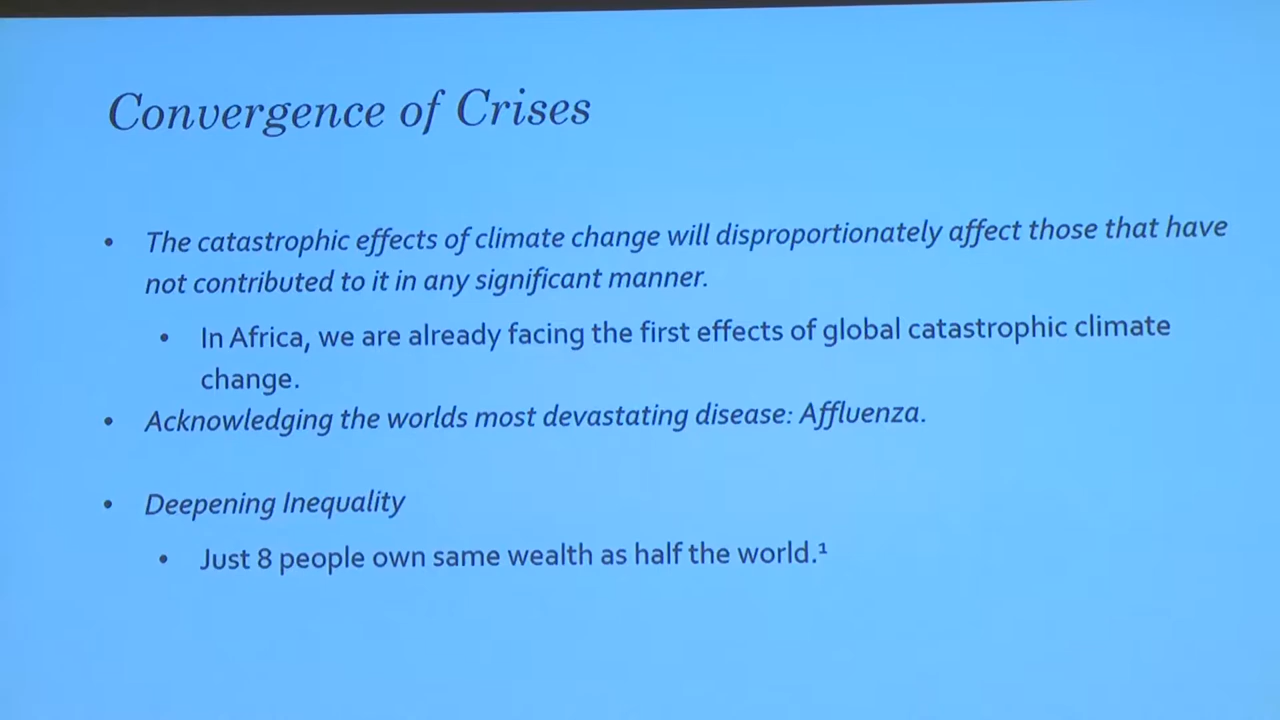 Convergence of Crises
• The catastrophic effects of climate change will disproportionately affect those that have
not contributed to it in any significant manner.
• In Africa, we are already facing the first effects of global catastrophic climate
change.
• Acknowledging the worlds most devastating disease: Affluenza.
• Deepening Inequality
• Just 8 people own same wealth as half the world.¹